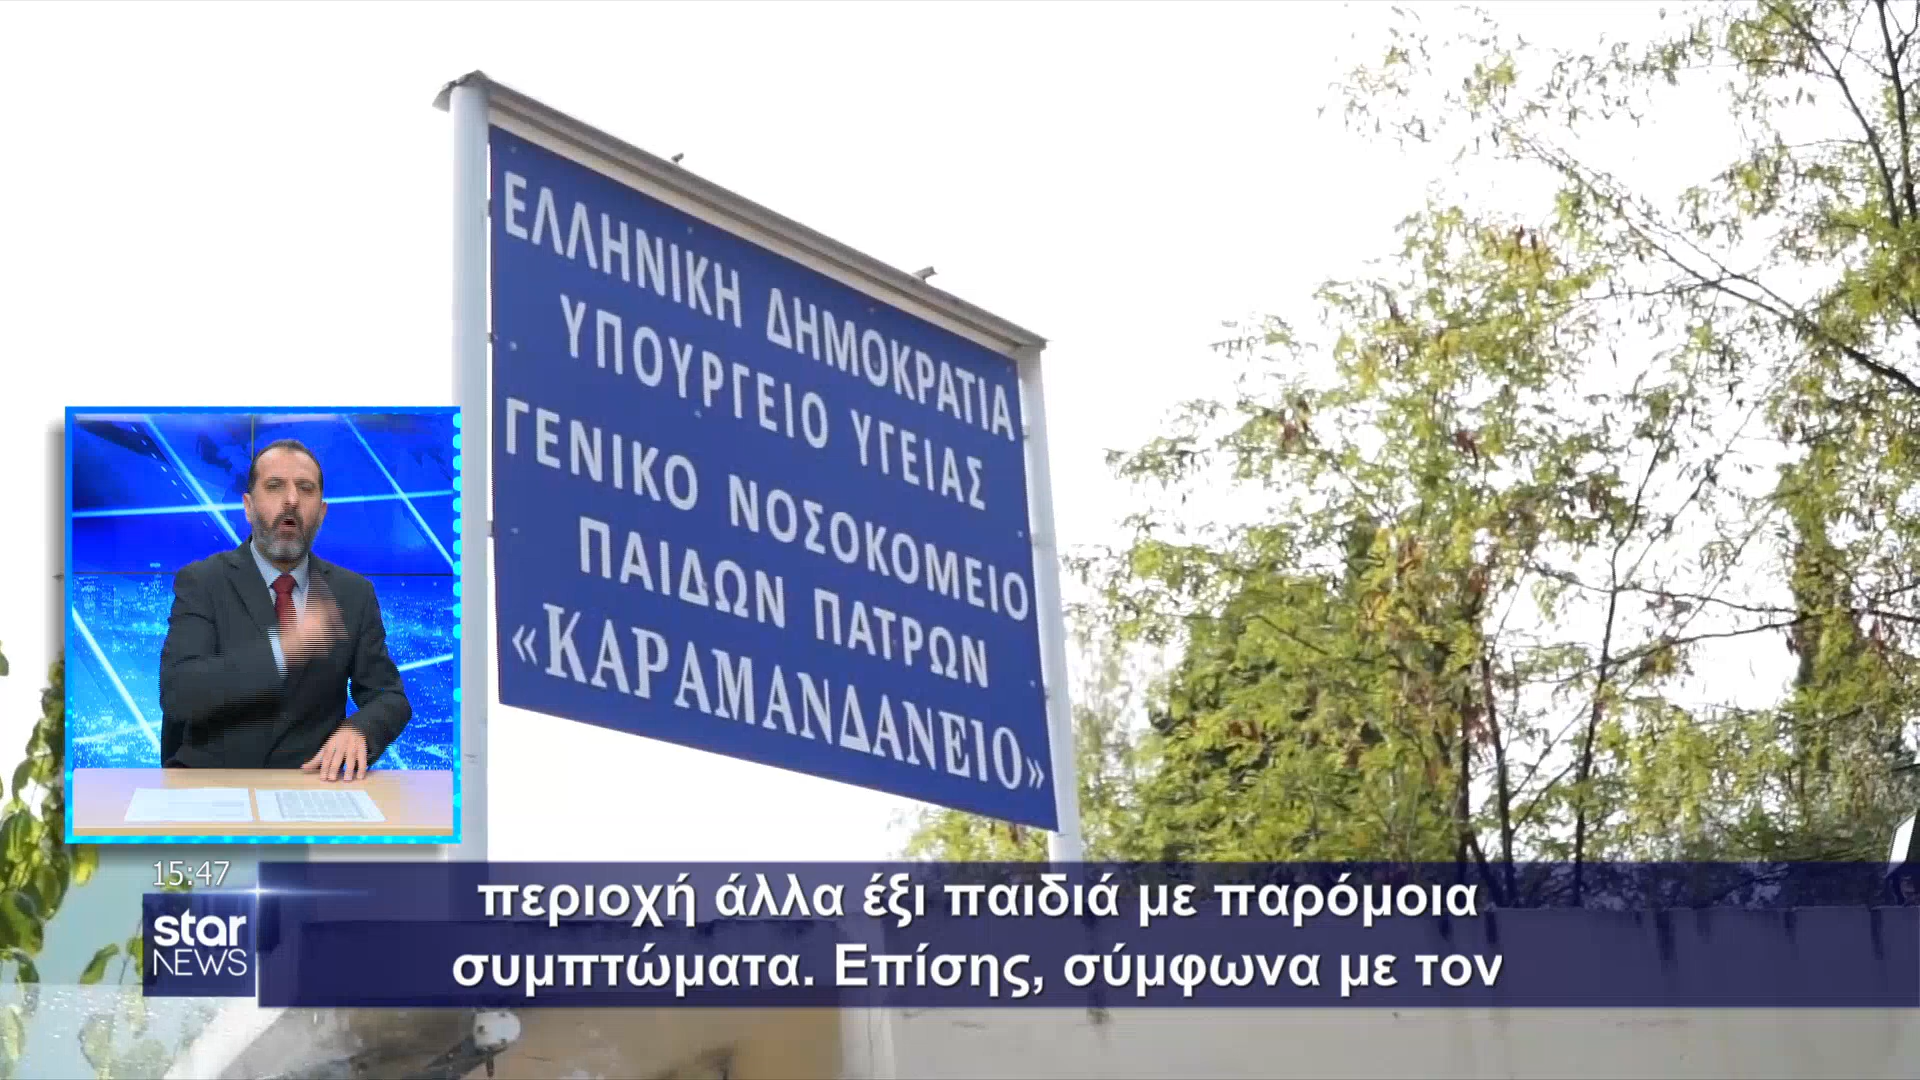 ΕΛΛΗΝΙΚΗ ΔΗΜΟΚΡΑΤΙΑ
ΥΠΟΥΡΓΕΙΟ ΥΓΕΙΑΣ
ΓΕΝΙΚΟ ΝΟΣΟΚΟΜΕΙΟ
ΠΑΙΔΩΝ ΠΑΤΡΩΝ
«ΚΑΡΑΜΑΝΔΑΝΕΙΟ»
15:47
star
NEWS
περιοχή άλλα έξι παιδιά με παρόμοια
συμπτώματα. Επίσης, σύμφωνα με τον